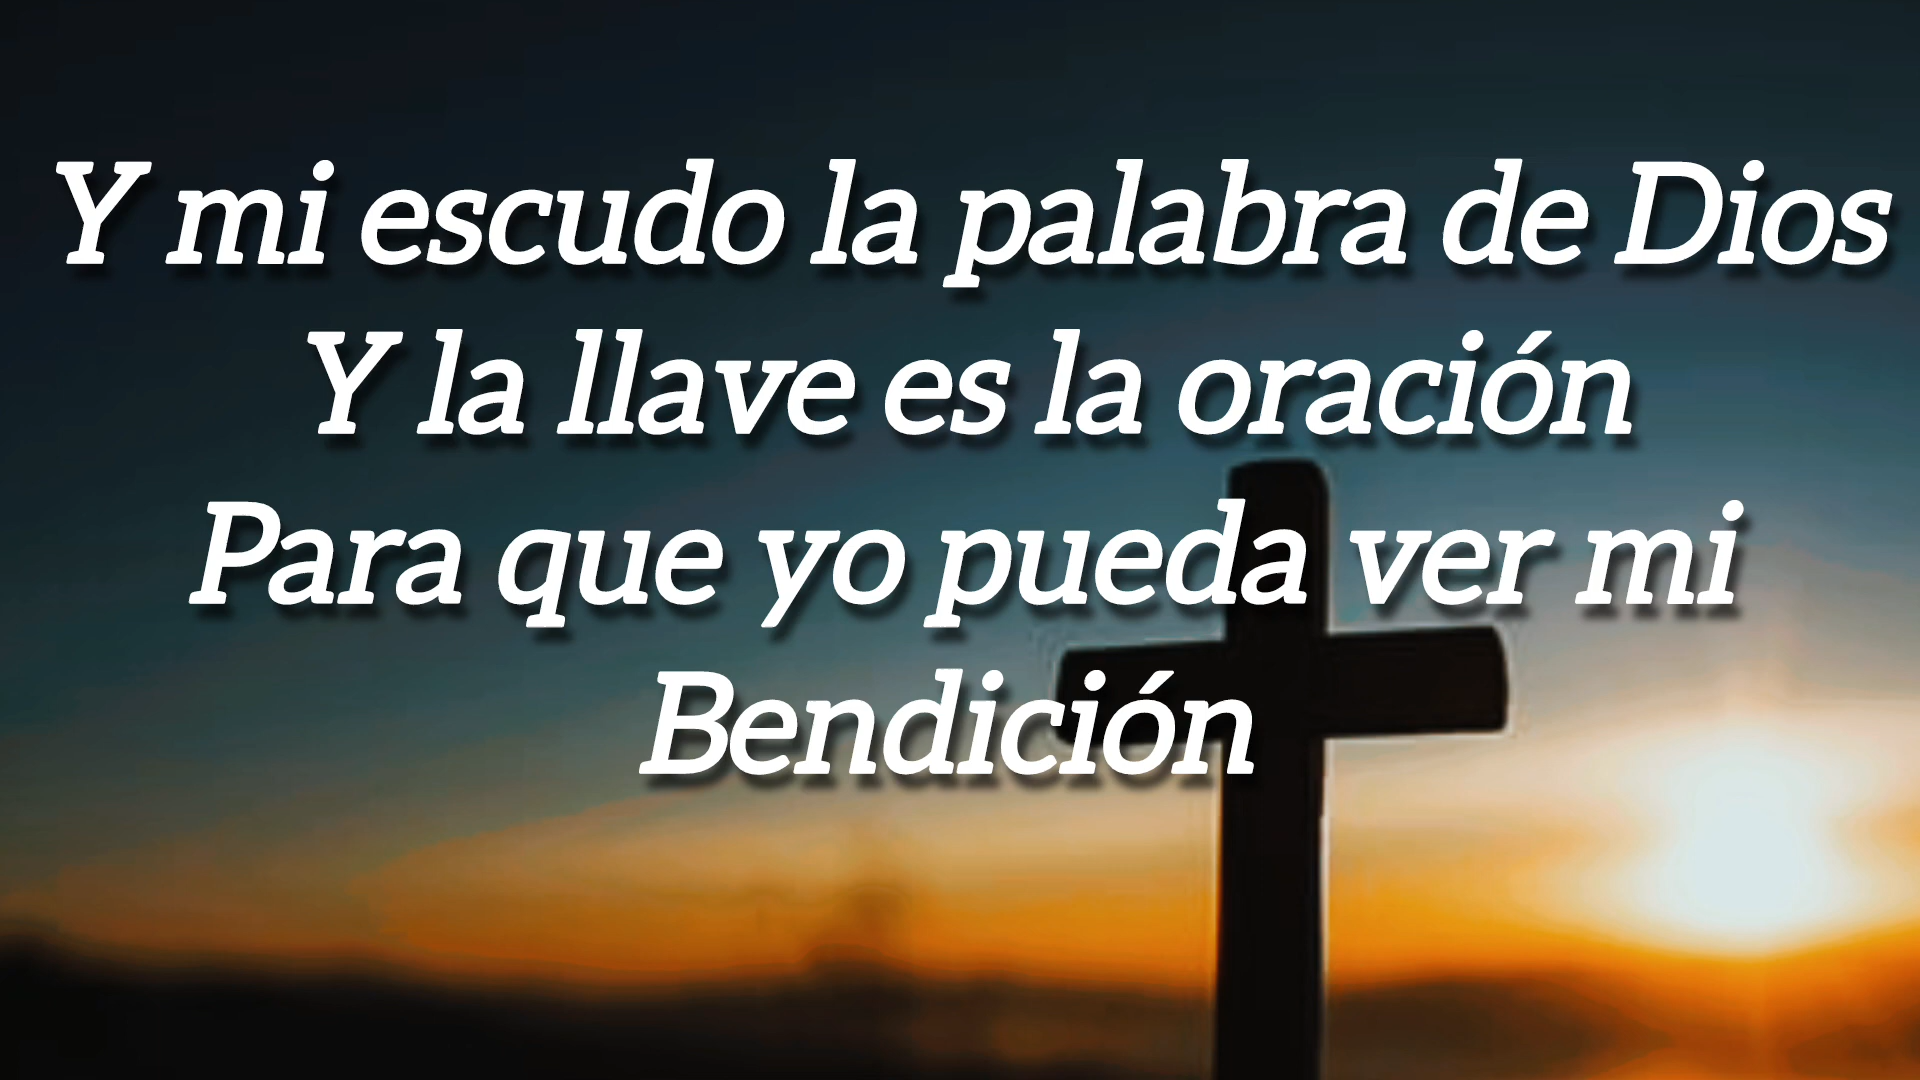 Y mi escudo la palabra de Dios
Y la llave es la oración
Para que yo pueda ver mi
Bendición